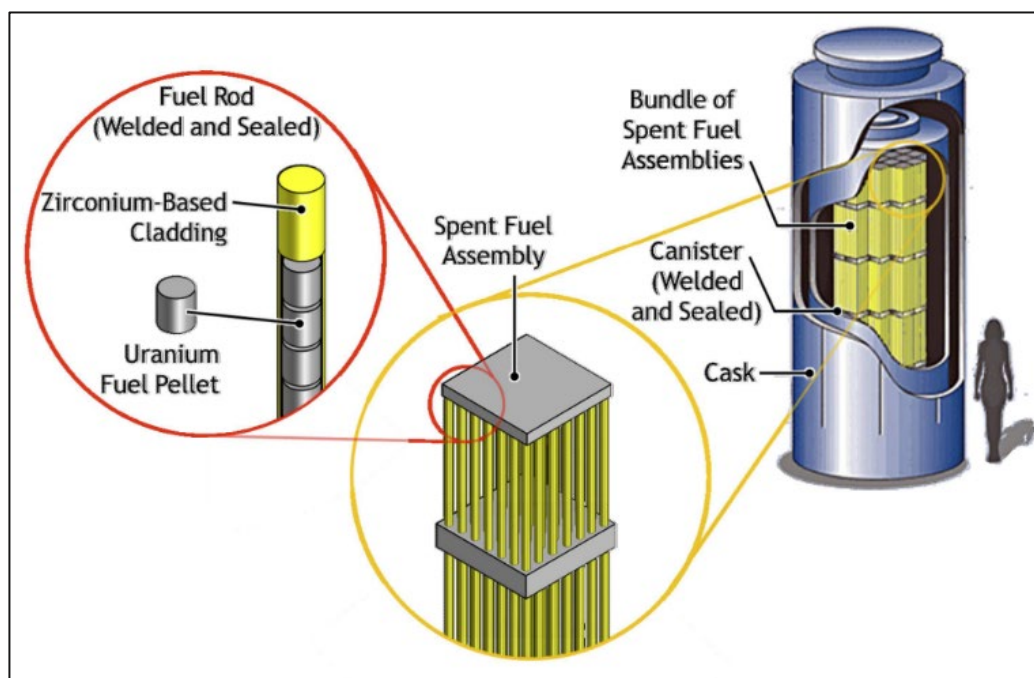 Fuel Rod
(Welded and Sealed)
Zirconium-Based
Cladding
Uranium
Fuel Pellet
Spent Fuel
Assembly
Bundle of
Spent Fuel
Assemblies
Canister
(Welded
and Sealed)
Cask